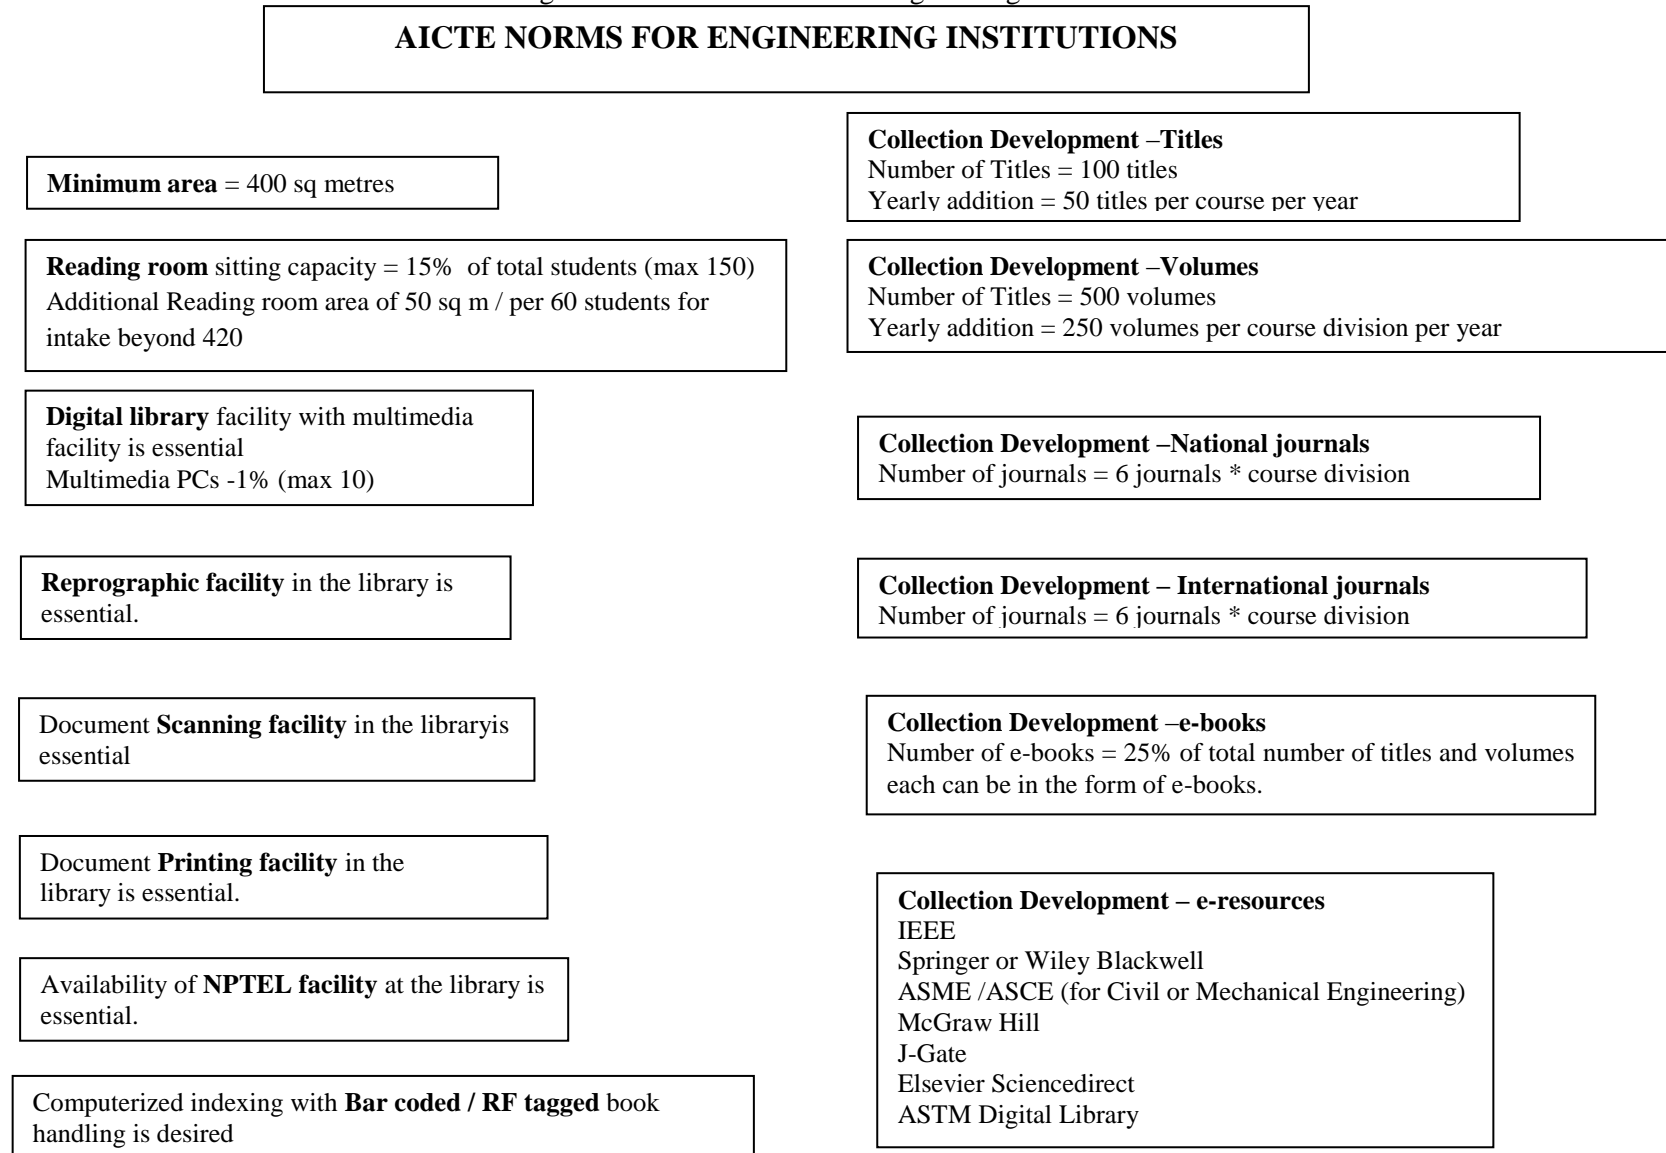 AICTE NORMS FOR ENGINEERING INSTITUTIONS
Minimum area = 400 sq metres
Reading room sitting capacity = 15% of total students (max 150)
Additional Reading room area of 50 sq m / per 60 students for
intake beyond 420
Digital library facility with multimedia
facility is essential
Multimedia PCs -1% (max 10)
Reprographic facility in the library is
essential.
Document Scanning facility in the libraryis
essential
Document Printing facility in the
library is essential.
Availability of NPTEL facility at the library is
essential.
Computerized indexing with Bar coded / RF tagged book
handling is desired
Collection Development –Titles
Number of Titles = 100 titles
Yearly addition = 50 titles per course per year
Collection Development –Volumes
Number of Titles = 500 volumes
Yearly addition = 250 volumes per course division per year
Collection Development –National journals
Number of journals = 6 journals * course division
Collection Development – International journals
Number of journals = 6 journals * course division
Collection Development –e-books
Number of e-books = 25% of total number of titles and volumes
each can be in the form of e-books.
Collection Development – e-resources
IEEE
Springer or Wiley Blackwell
ASME /ASCE (for Civil or Mechanical Engineering)
McGraw Hill
J-Gate
Elsevier Sciencedirect
ASTM Digital Library